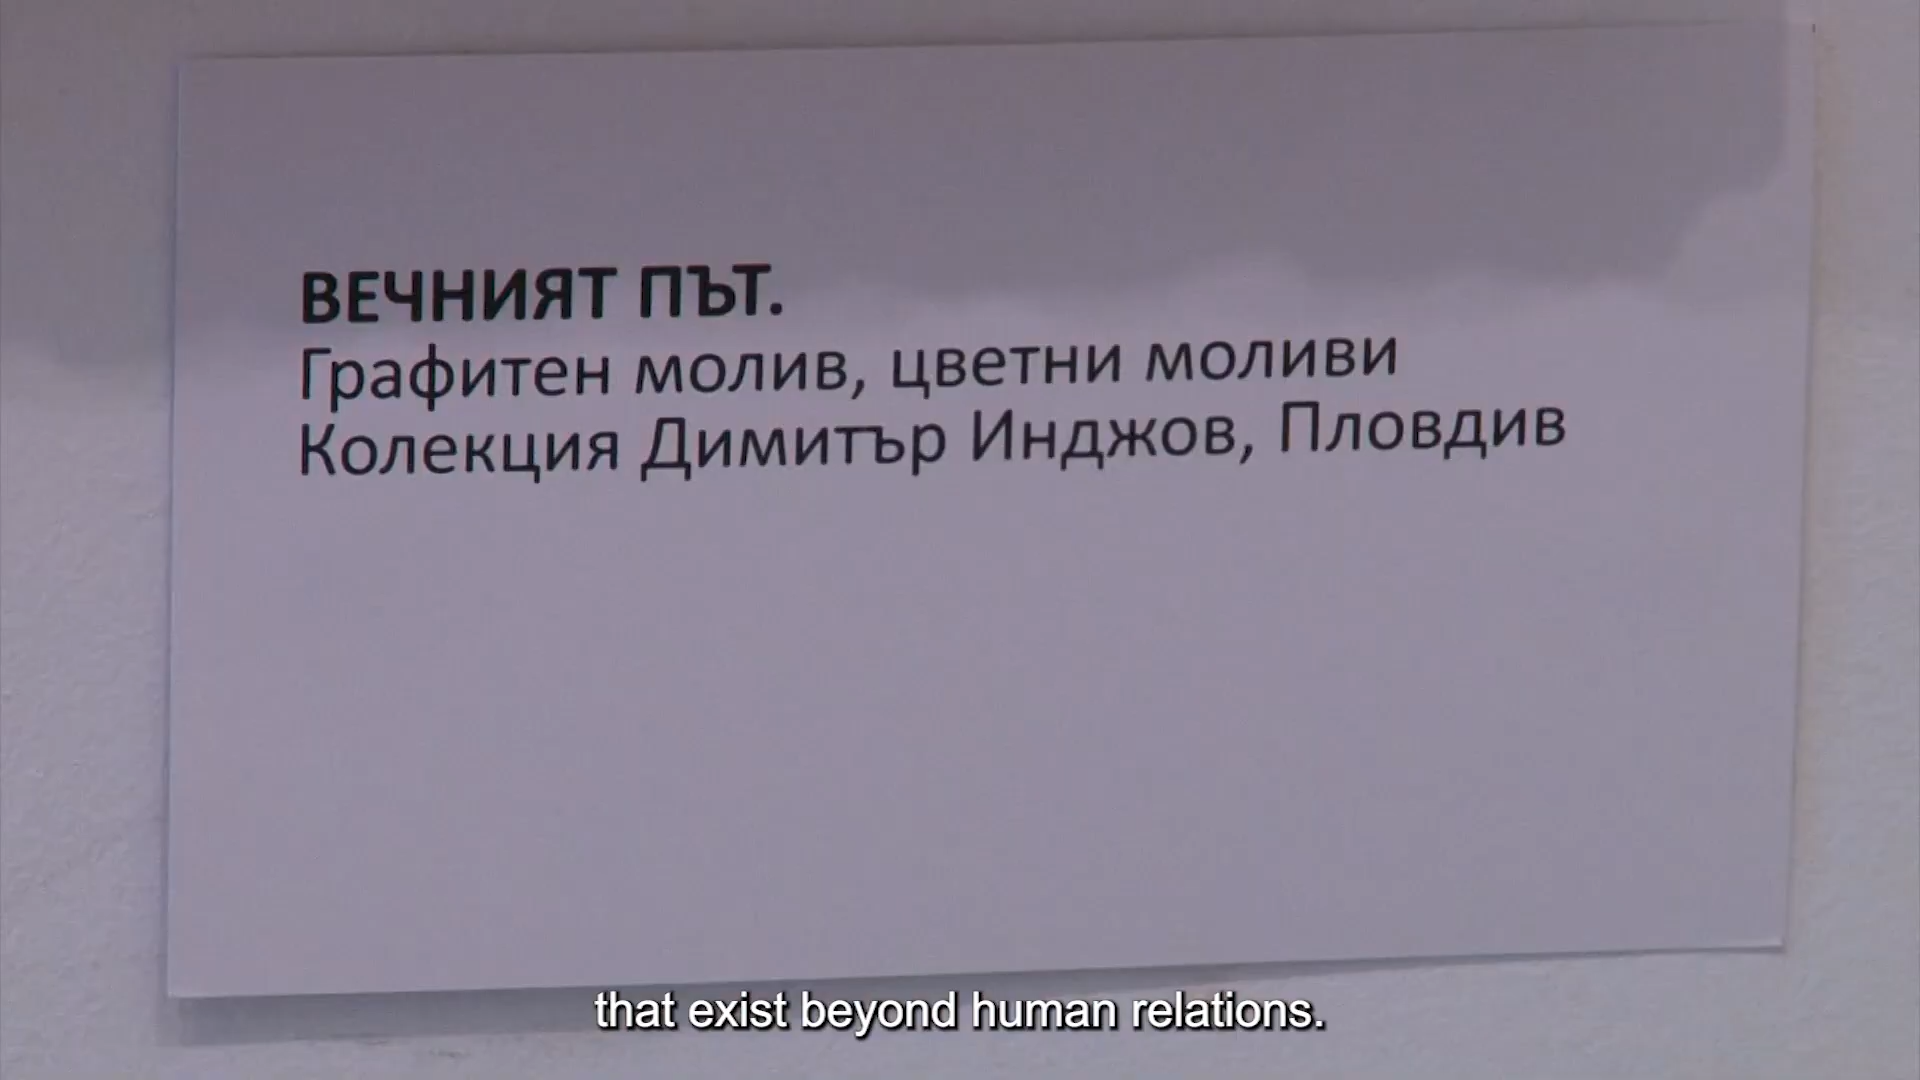 ВЕЧНИЯТ ПЪТ.
Графитен молив, цветни моливи
Колекция Димитър Инджов, Пловдив
that exist beyond human relations.